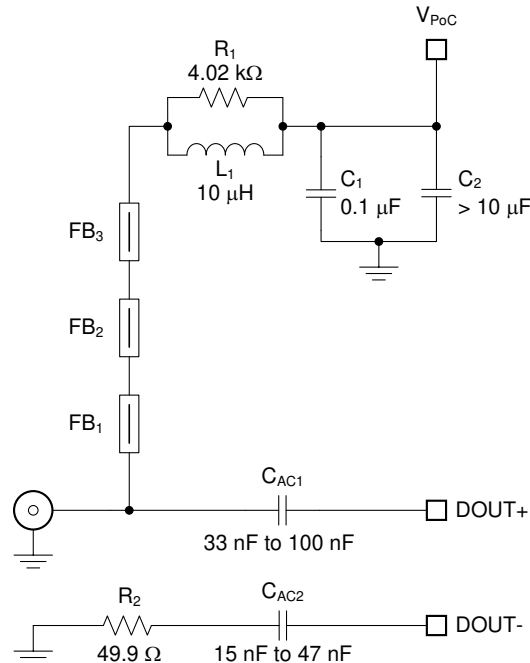 V_PoC
R_1
4.02 kΩ
L_1
10 μH
C_1
0.1 μF
C_2
> 10 μF
FB_3
FB_2
FB_1
C_AC1
33 nF to 100 nF
DOUT+
R_2
49.9 Ω
C_AC2
15 nF to 47 nF
DOUT-